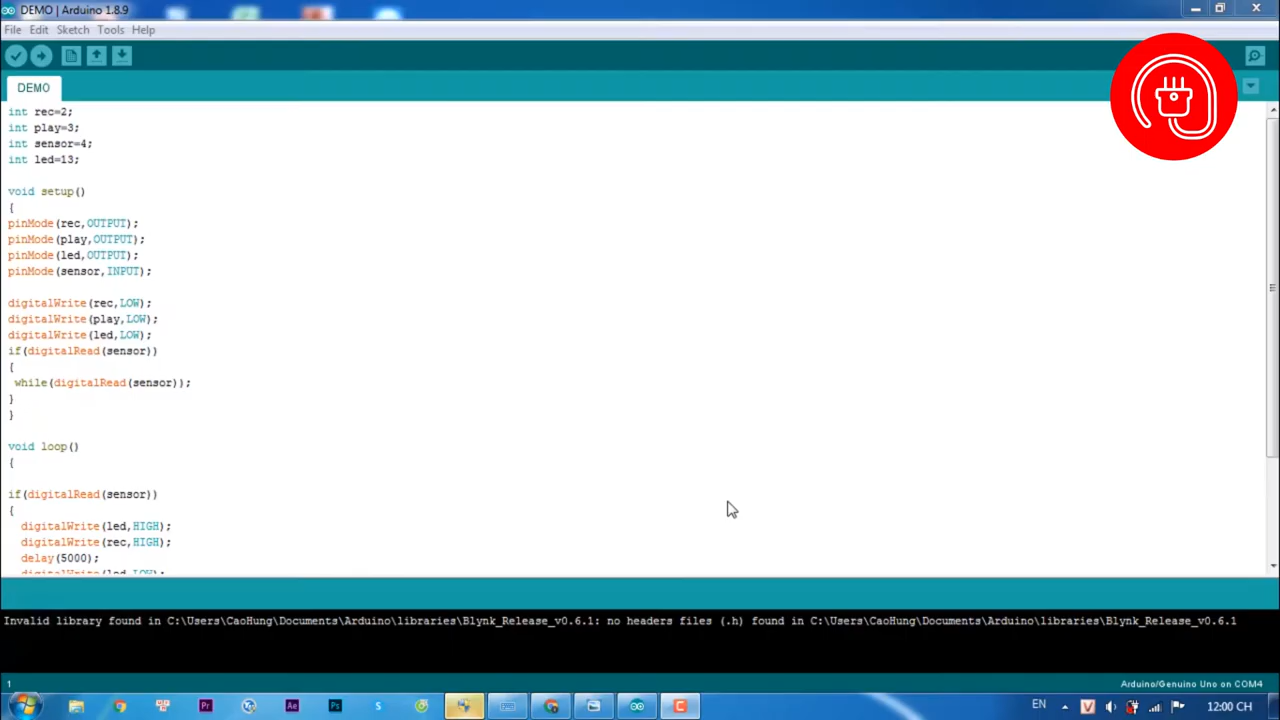 DEMO | Arduino 1.8.9
File Edit Sketch Tools Help
DEMO
int rec=2;
int play=3;
int sensor=4;
int led=13;
void setup()
{
pinMode(rec,OUTPUT);
pinMode(play,OUTPUT);
pinMode(led,OUTPUT);
pinMode(sensor,INPUT);
digitalWrite(rec,LOW);
digitalWrite(play,LOW);
digitalWrite(led,LOW);
if(digitalRead(sensor))
{
while(digitalRead(sensor));
}
}
void loop()
{
if(digitalRead(sensor))
{
digitalWrite(led,HIGH);
digitalWrite(rec,HIGH);
delay(5000);
digitalWrite(led,LOW);
Invalid library found in C:\Users\CaoHung\Documents\Arduino\libraries\Blynk_Release_v0.6.1: no headers files (.h) found in C:\Users\CaoHung\Documents\Arduino\libraries\Blynk_Release_v0.6.1
1
Arduino/Genuino Uno on COM4
Pr
Ae
Ps
S
EN
V
12:00 CH